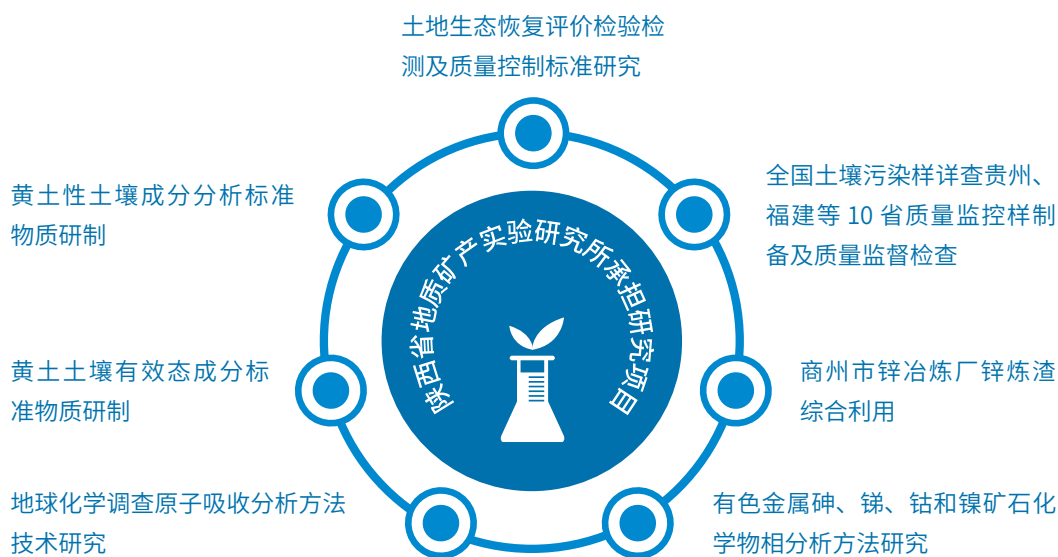 土地生态恢复评价检验检
测及质量控制标准研究
黄土性土壤成分分析标准
物质研制
全国土壤污染样详查贵州、
福建等 10 省质量监控样制
备及质量监督检查
陕西省地质矿产实验研究所承担研究项目
黄土土壤有效态成分标
准物质研制
商州市锌冶炼厂锌炼渣
综合利用
地球化学调查原子吸收分析方法
技术研究
有色金属砷、锑、钴和镍矿石化
学物相分析方法研究